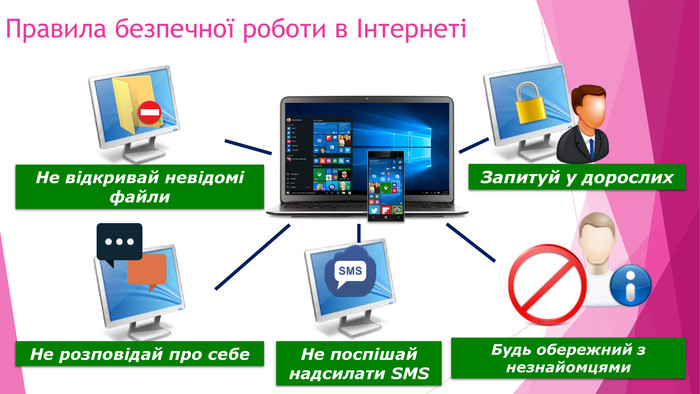 Правила безпечної роботи в Інтернеті
Не відкривай невідомі
файли
Запитуй у дорослих
SMS
Не розповідай про себе
Не поспішай
надсилати SMS
Будь обережний з
незнайомцями